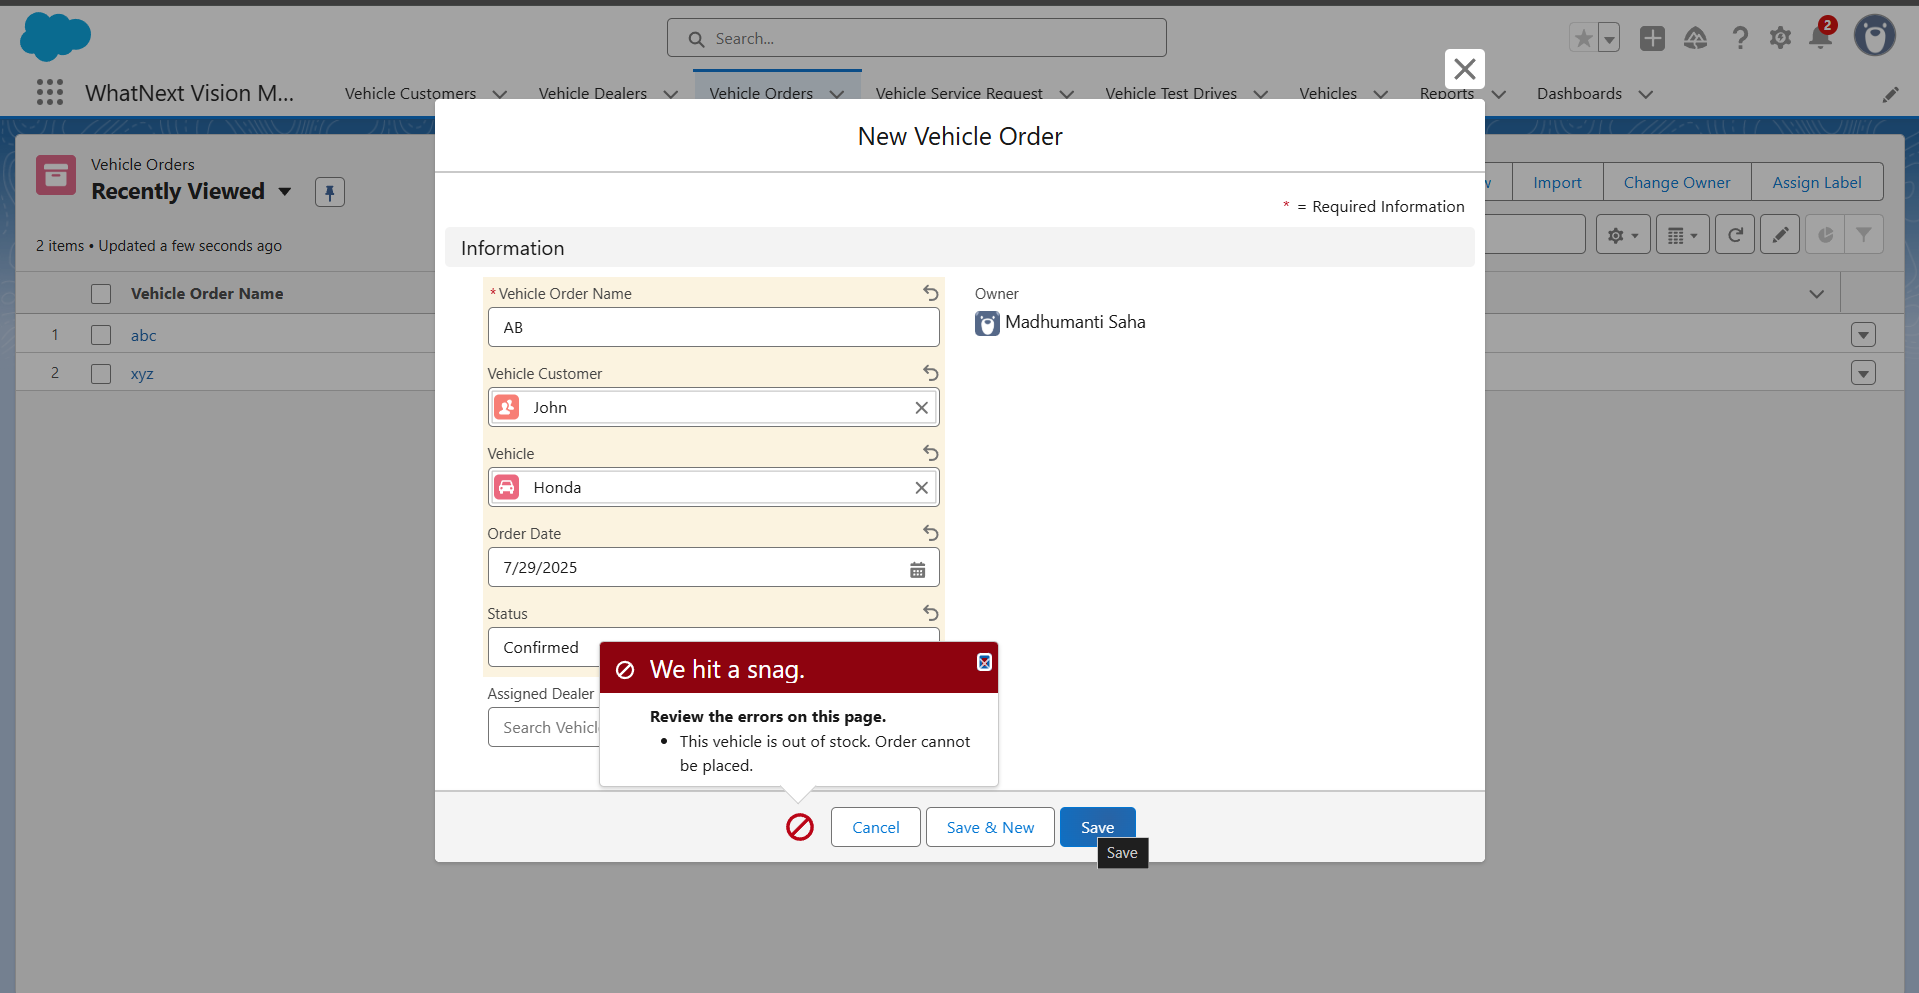 Search...
2
WhatNext Vision M...
Vehicle Customers
Vehicle Dealers
Vehicle Orders
Vehicle Service Request
Vehicle Test Drives
Vehicles
Reports
Dashboards
New Vehicle Order
Vehicle Orders
Recently Viewed
Import
Change Owner
Assign Label
* = Required Information
2 items • Updated a few seconds ago
Information
Vehicle Order Name
1
abc
2
xyz
* Vehicle Order Name
AB
Owner
Madhumanti Saha
Vehicle Customer
John
Vehicle
Honda
Order Date
7/29/2025
Status
Confirmed
We hit a snag.
Review the errors on this page.
• This vehicle is out of stock. Order cannot
be placed.
Assigned Dealer
Search
Cancel
Save & New
Save
Save